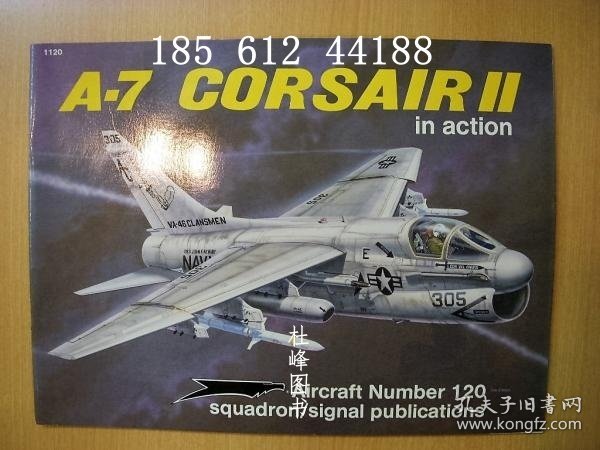 1120
185 612 44188
A-7 CORSAIR II
in action
305
VA-46 CLANSMEN
NAVY
E
305
杜峰图书
Aircraft Number 120
squadron/signal publications
孔夫子旧书网
www.kongfz.com